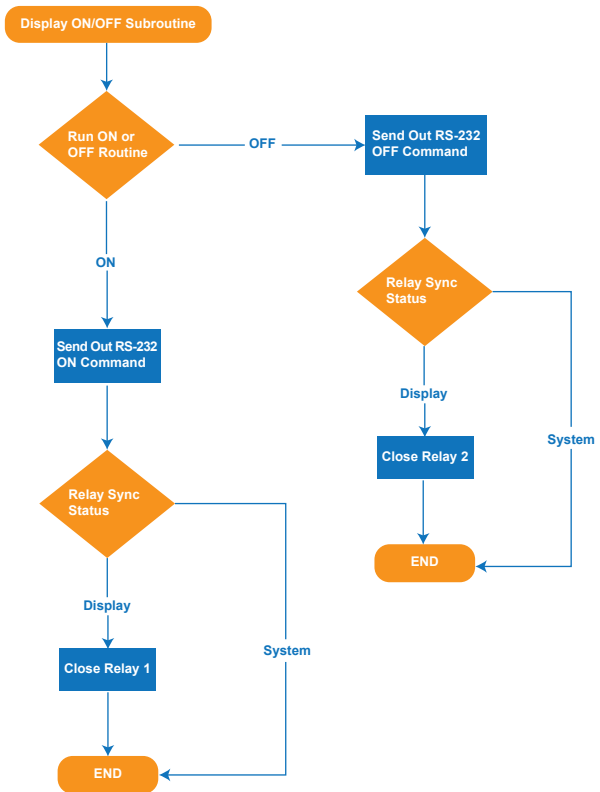 Display ON/OFF Subroutine
Run ON or
OFF Routine
OFF
Send Out RS-232
OFF Command
ON
Relay Sync
Status
Send Out RS-232
ON Command
Display
System
Close Relay 2
Relay Sync
Status
END
Display
System
Close Relay 1
END